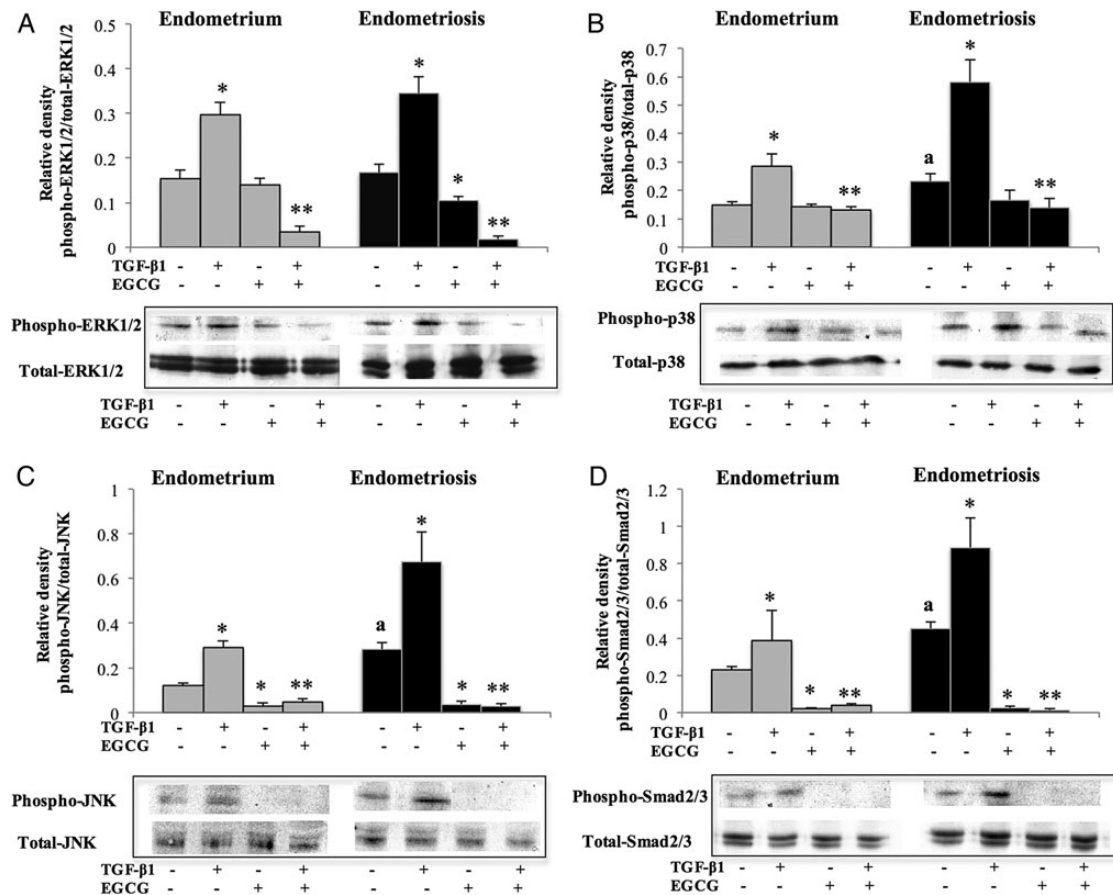 A
Endometrium Endometriosis
Relative density
phospho-ERK1/2/total-ERK1/2
0.5
0.4
0.3
0.2
0.1
0
* * * ** **
TGF-β1 - + - + - + - +
EGCG - - + + - - + +
Phospho-ERK1/2
Total-ERK1/2
TGF-β1 - + - + - + - +
EGCG - - + + - - + +
B
Endometrium Endometriosis
Relative density
phospho-p38/total-p38
0.7
0.6
0.5
0.4
0.3
0.2
0.1
0
* ** a * **
TGF-β1 - + - + - + - +
EGCG - - + + - - + +
Phospho-p38
Total-p38
TGF-β1 - + - + - + - +
EGCG - - + + - - + +
C
Endometrium Endometriosis
Relative density
phospho-JNK/total-JNK
1
0.8
0.6
0.4
0.2
0
* * ** a * * **
TGF-β1 - + - + - + - +
EGCG - - + + - - + +
Phospho-JNK
Total-JNK
TGF-β1 - + - + - + - +
EGCG - - + + - - + +
D
Endometrium Endometriosis
Relative density
phospho-Smad2/3/total-Smad2/3
1.2
1
0.8
0.6
0.4
0.2
0
* * ** a * * **
TGF-β1 - + - + - + - +
EGCG - - + + - - + +
Phospho-Smad2/3
Total-Smad2/3
TGF-β1 - + - + - + - +
EGCG - - + + - - + +